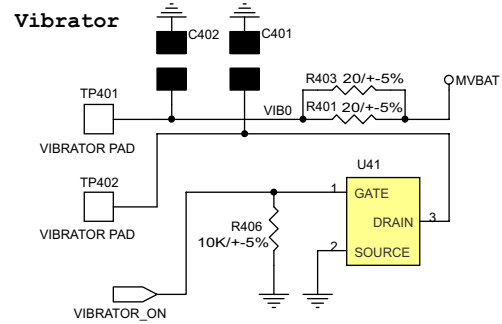 Vibrator
C402
C401
R403 20/+-5%
MVBAT
TP401
VIB0
R401 20/+-5%
VIBRATOR PAD
TP402
U41
1
GATE
DRAIN
3
R406
10K/+-5%
VIBRATOR PAD
2
SOURCE
VIBRATOR_ON